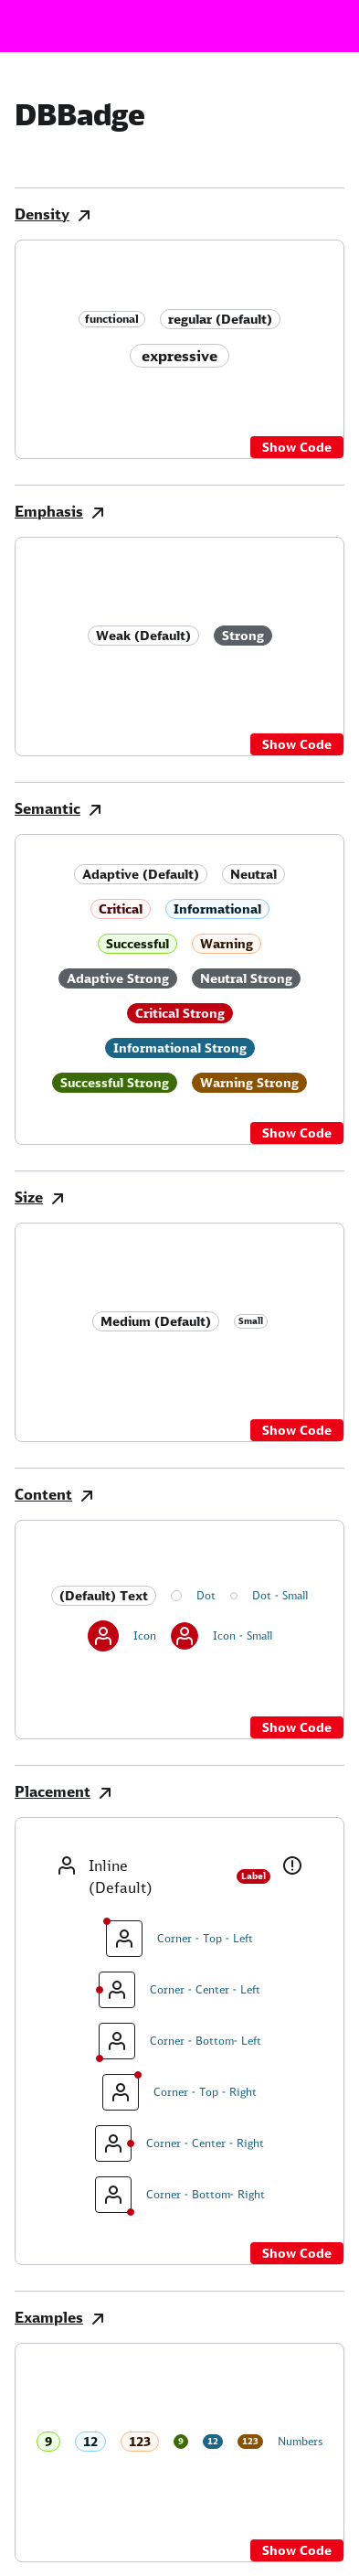 DBBadge
Density
functional regular (Default)
expressive
Show Code
Emphasis
Weak (Default) Strong
Show Code
Semantic
Adaptive (Default) Neutral
Critical Informational
Successful Warning
Adaptive Strong Neutral Strong
Critical Strong
Informational Strong
Successful Strong Warning Strong
Show Code
Size
Medium (Default) Small
Show Code
Content
(Default) Text Dot Dot - Small
Icon Icon - Small
Show Code
Placement
Inline
(Default) Label
Corner - Top - Left
Corner - Center - Left
Corner - Bottom- Left
Corner - Top - Right
Corner - Center - Right
Corner - Bottom- Right
Show Code
Examples
9 12 123 9 12 123 Numbers
Show Code